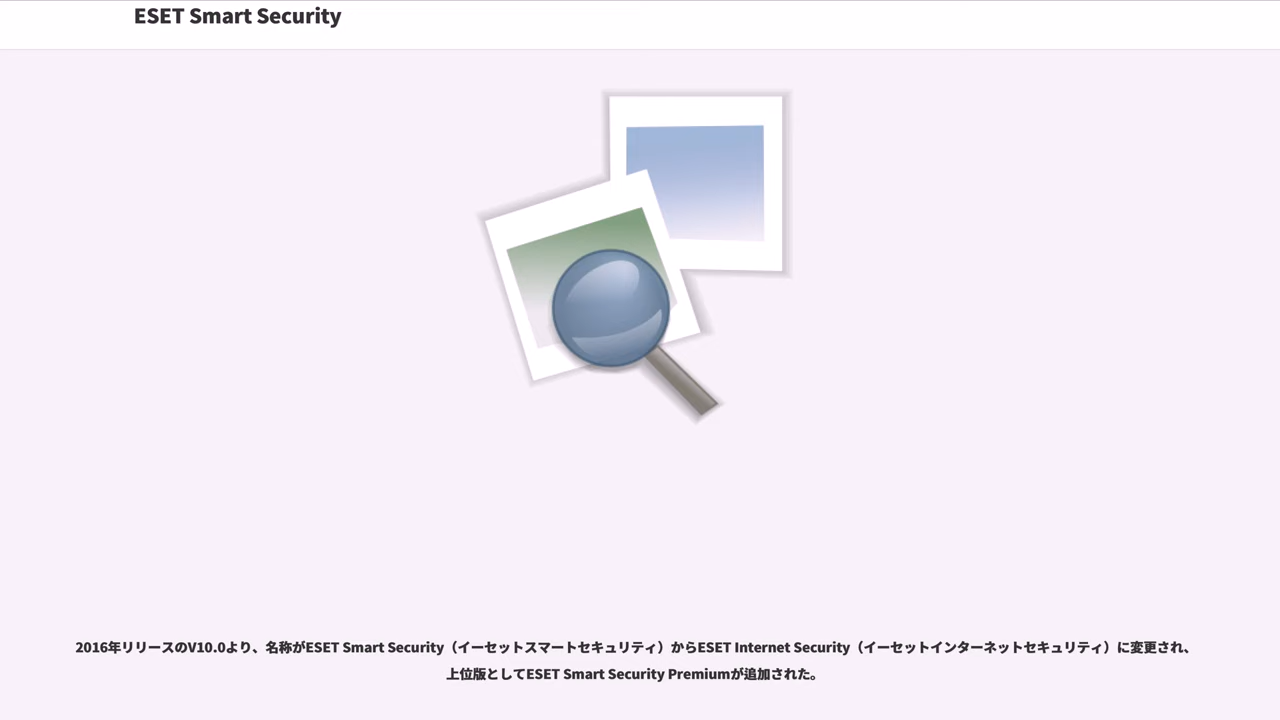 ESET Smart Security
2016年リリースのV10.0より、名称がESET Smart Security（イーセットスマートセキュリティ）からESET Internet Security（イーセットインターネットセキュリティ）に変更され、
上位版としてESET Smart Security Premiumが追加された。